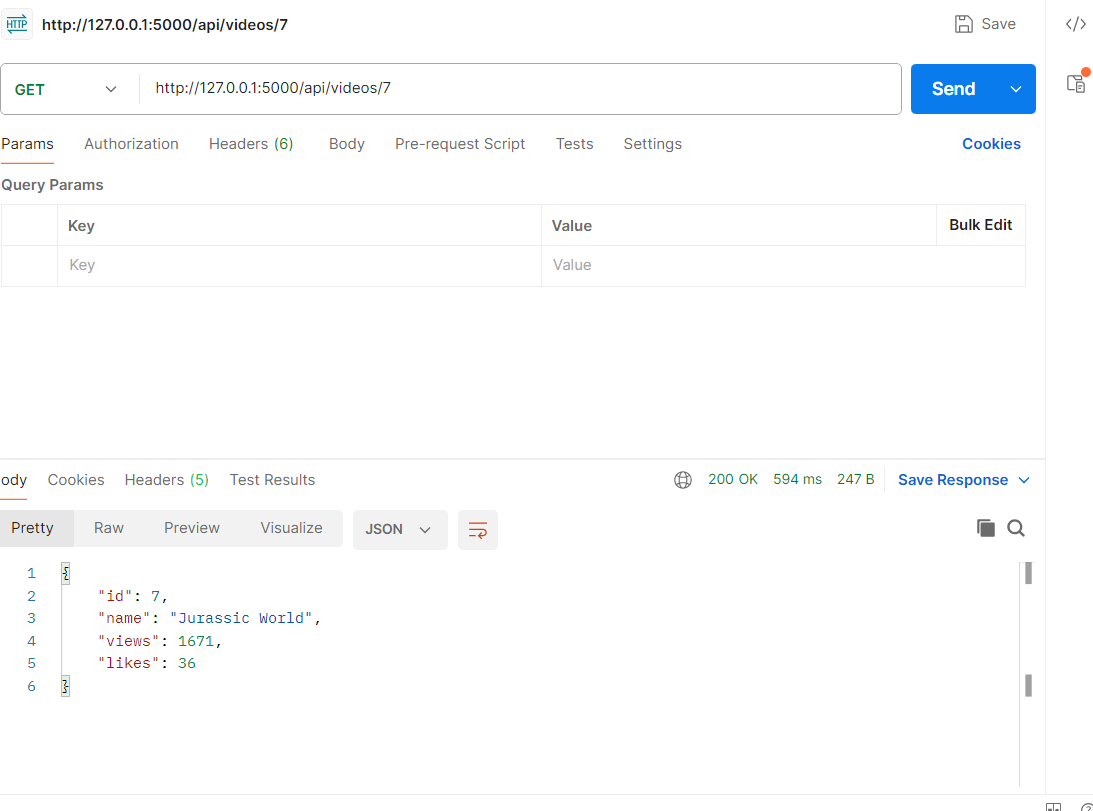 HTTP http://127.0.0.1:5000/api/videos/7 Save </>
GET http://127.0.0.1:5000/api/videos/7 Send
Params Authorization Headers (6) Body Pre-request Script Tests Settings Cookies
Query Params
Key Value Bulk Edit
Key Value
ody Cookies Headers (5) Test Results 200 OK 594 ms 247 B Save Response
Pretty Raw Preview Visualize JSON
1 {
2 "id": 7,
3 "name": "Jurassic World",
4 "views": 1671,
5 "likes": 36
6 }